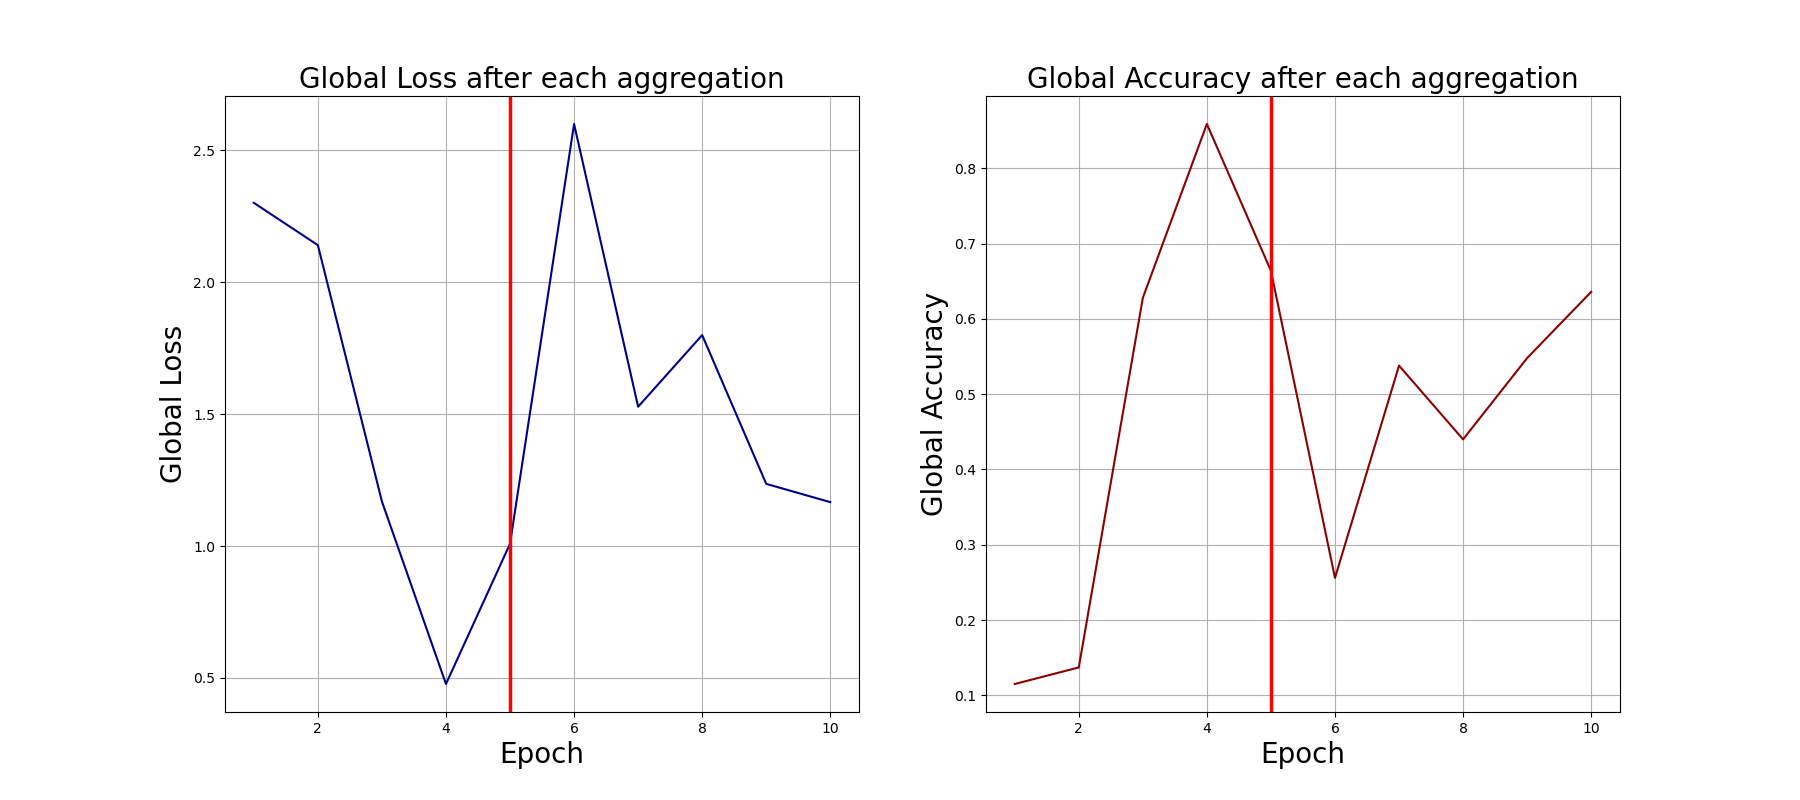 Global Loss after each aggregation
Global Loss
2.5
2.0
1.5
1.0
0.5
2 4 6 8 10
Epoch
Global Accuracy after each aggregation
Global Accuracy
0.8
0.7
0.6
0.5
0.4
0.3
0.2
0.1
2 4 6 8 10
Epoch